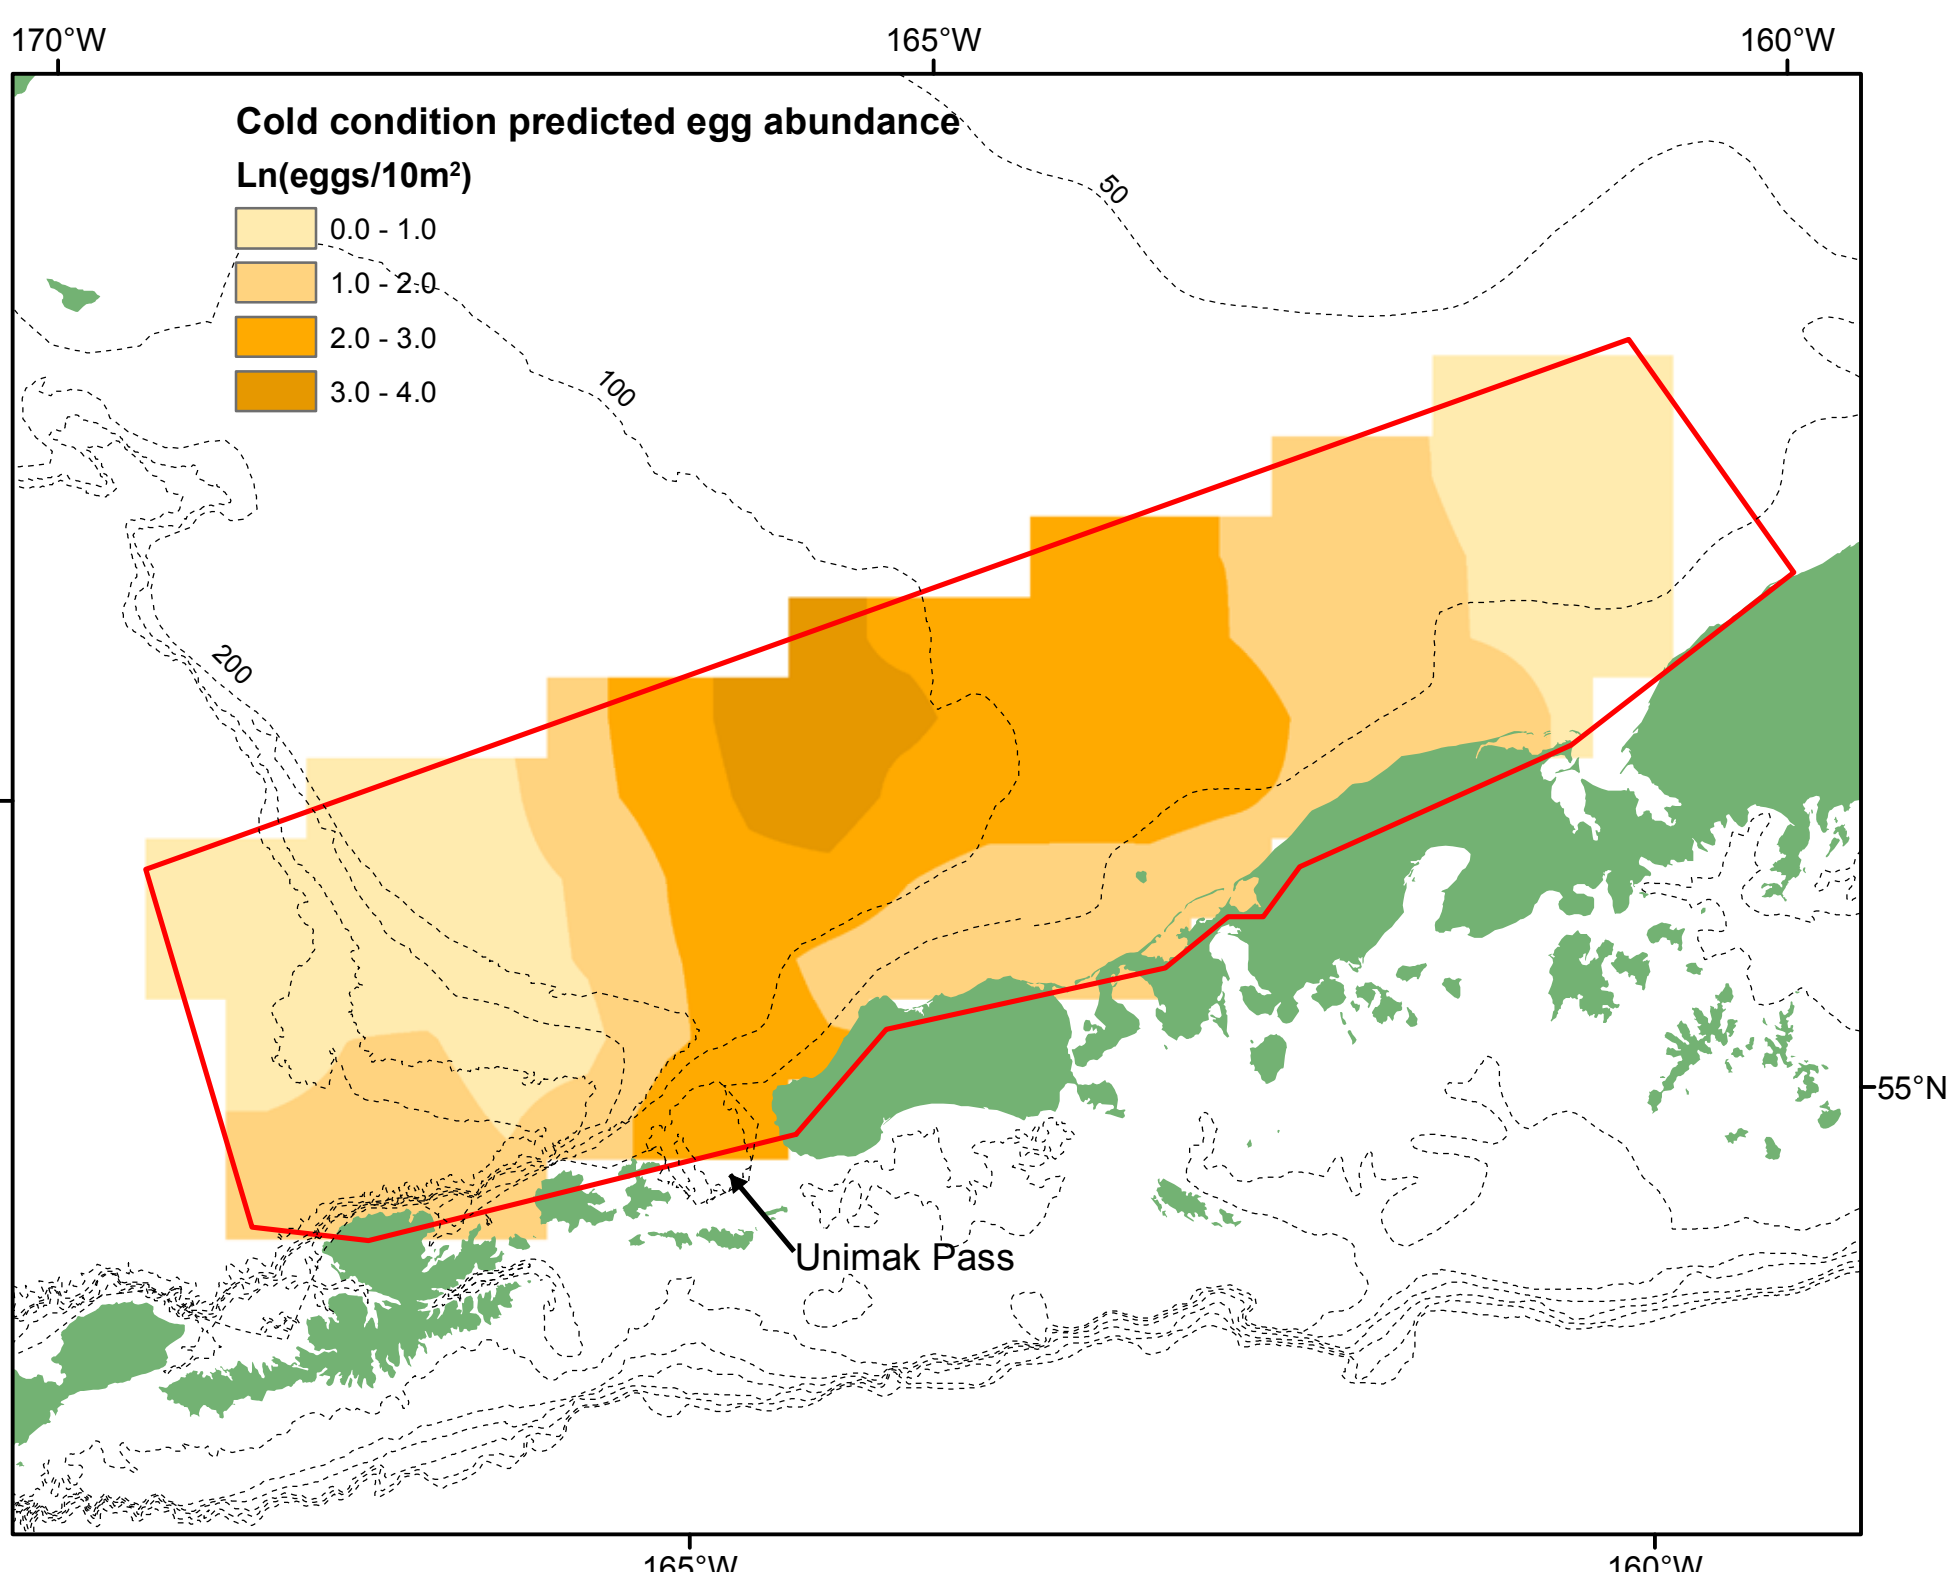 170°W
165°W
160°W
Cold condition predicted egg abundance
Ln(eggs/10m²)
0.0 - 1.0
1.0 - 2.0
2.0 - 3.0
3.0 - 4.0
50
100
200
55°N
Unimak Pass
165°W
160°W